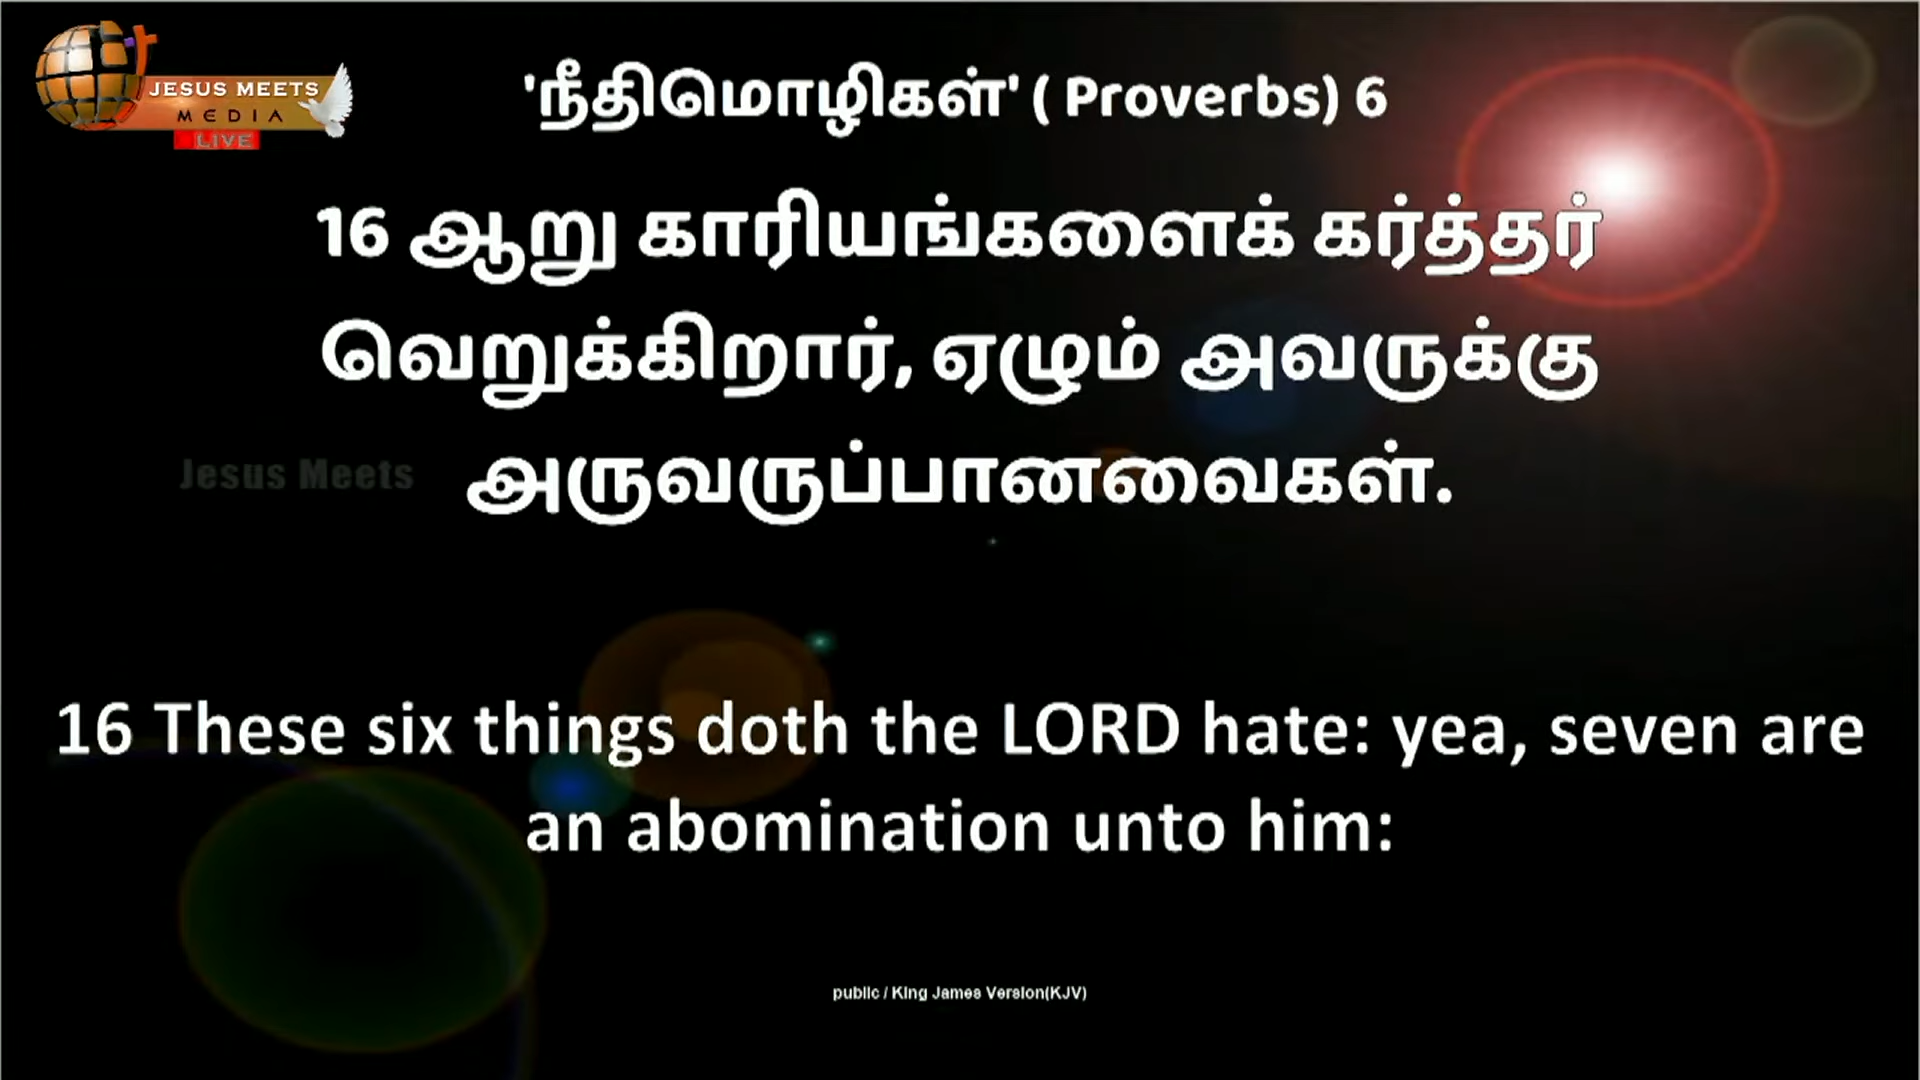 JESUS MEETS
MEDIA
LIVE
'நீதிமொழிகள்' ( Proverbs) 6
16 ஆறு காரியங்களைக் கர்த்தர்
வெறுக்கிறார், ஏழும் அவருக்கு
அருவருப்பானவைகள்.
Jesus Meets
16 These six things doth the LORD hate: yea, seven are
an abomination unto him:
public / King James Version(KJV)